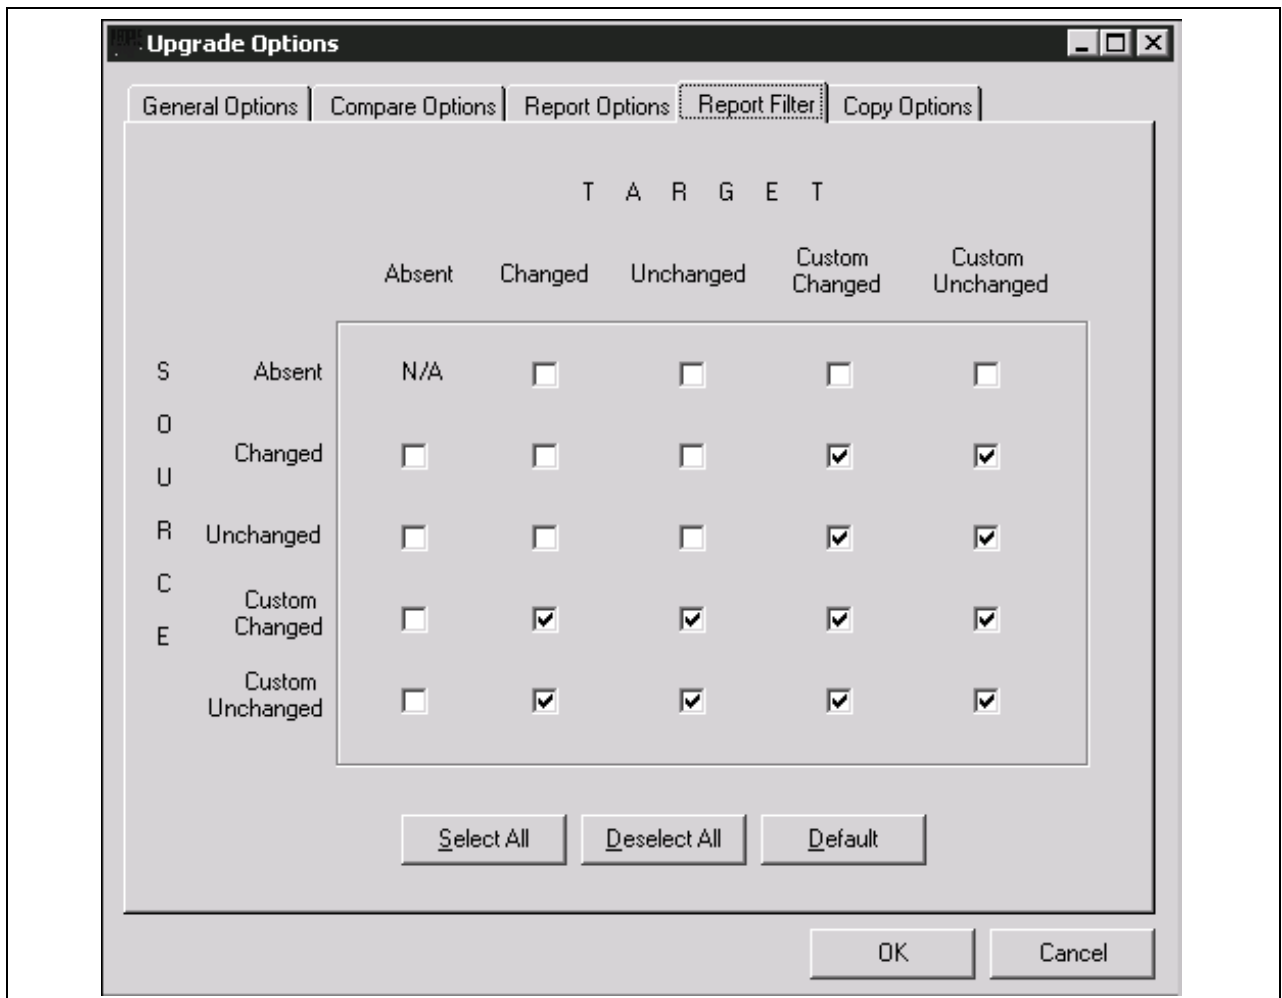 Upgrade Options
General Options
Compare Options
Report Options
Report Filter
Copy Options
T A R G E T
Absent
Changed
Unchanged
Custom
Changed
Custom
Unchanged
S O U R C E
Absent
N/A
Changed
Unchanged
Custom
Changed
Custom
Unchanged
Select All
Deselect All
Default
OK
Cancel